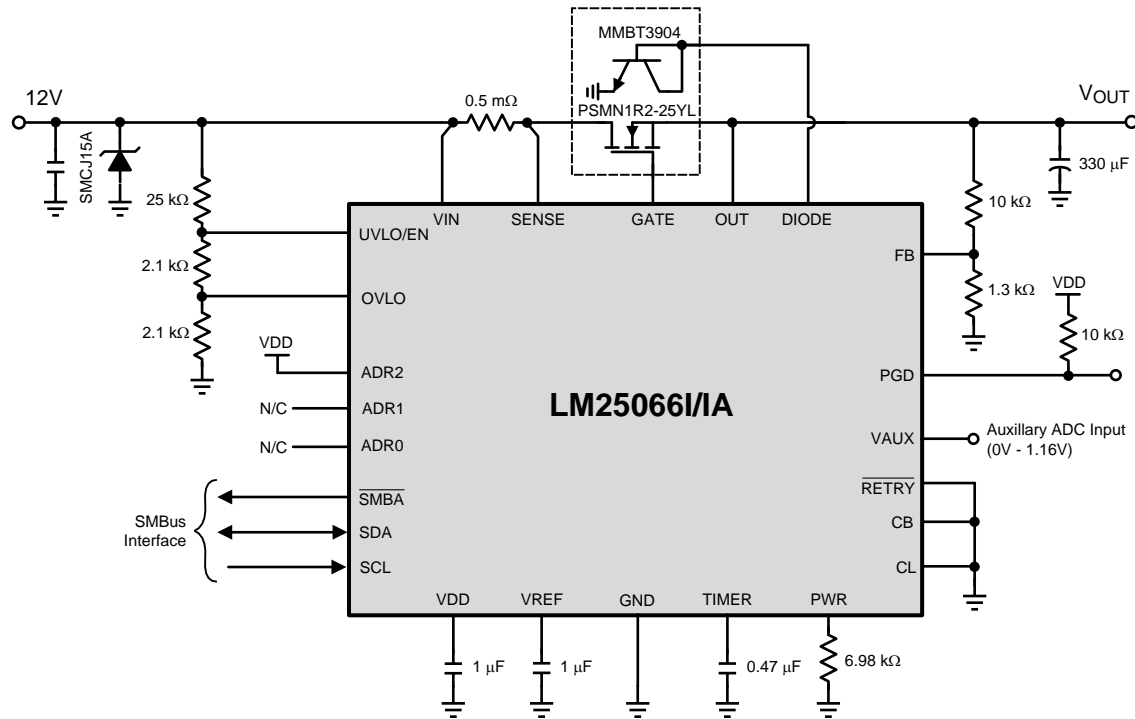 MMBT3904
12V
0.5 mΩ
PSMN1R2-25YL
VOUT
SMCJ15A
330 µF
25 kΩ
10 kΩ
VIN
SENSE
GATE
OUT
DIODE
UVLO/EN
FB
2.1 kΩ
1.3 kΩ
VDD
OVLO
2.1 kΩ
10 kΩ
VDD
ADR2
PGD
LM25066I/IA
N/C
ADR1
N/C
ADR0
VAUX
Auxillary ADC Input
(0V - 1.16V)
SMBA
RETRY
SMBus
Interface
SDA
CB
SCL
CL
VDD
VREF
GND
TIMER
PWR
1 µF
1 µF
0.47 µF
6.98 kΩ